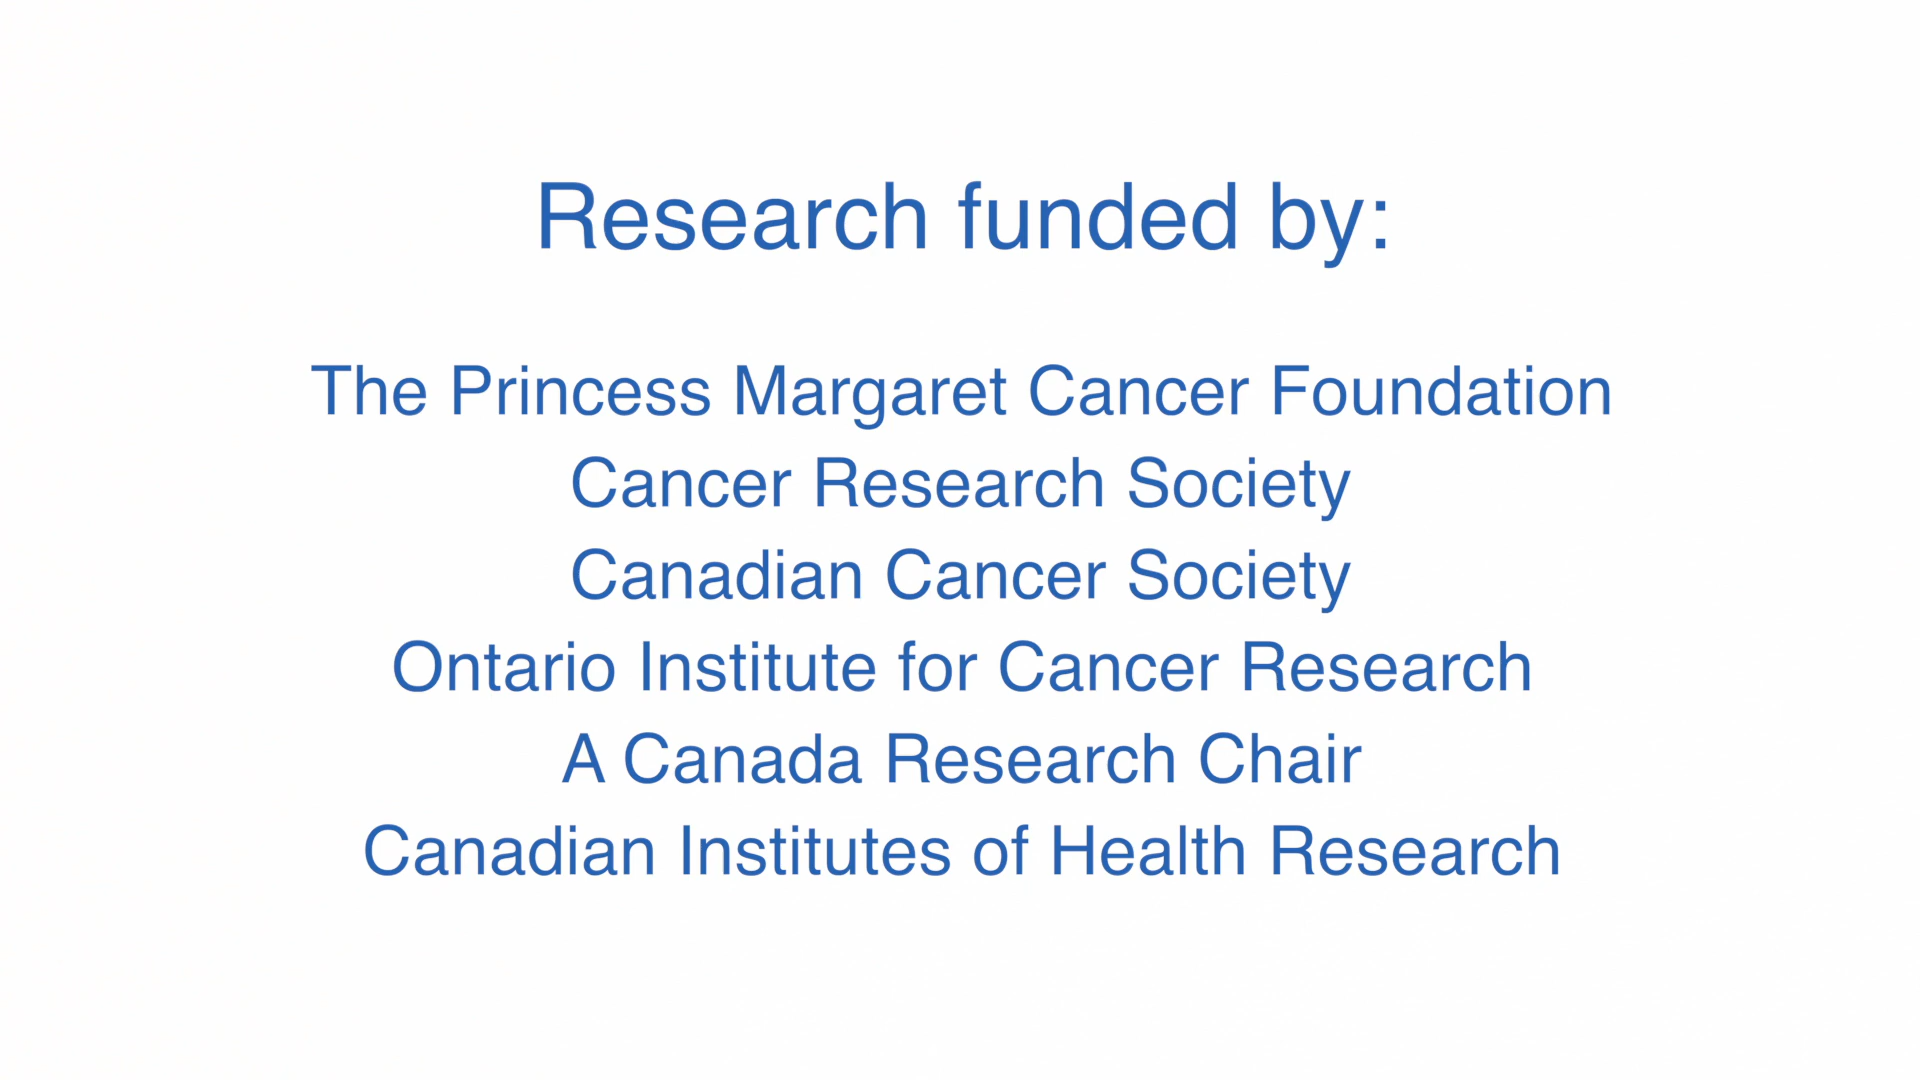 Research funded by:
The Princess Margaret Cancer Foundation
Cancer Research Society
Canadian Cancer Society
Ontario Institute for Cancer Research
A Canada Research Chair
Canadian Institutes of Health Research